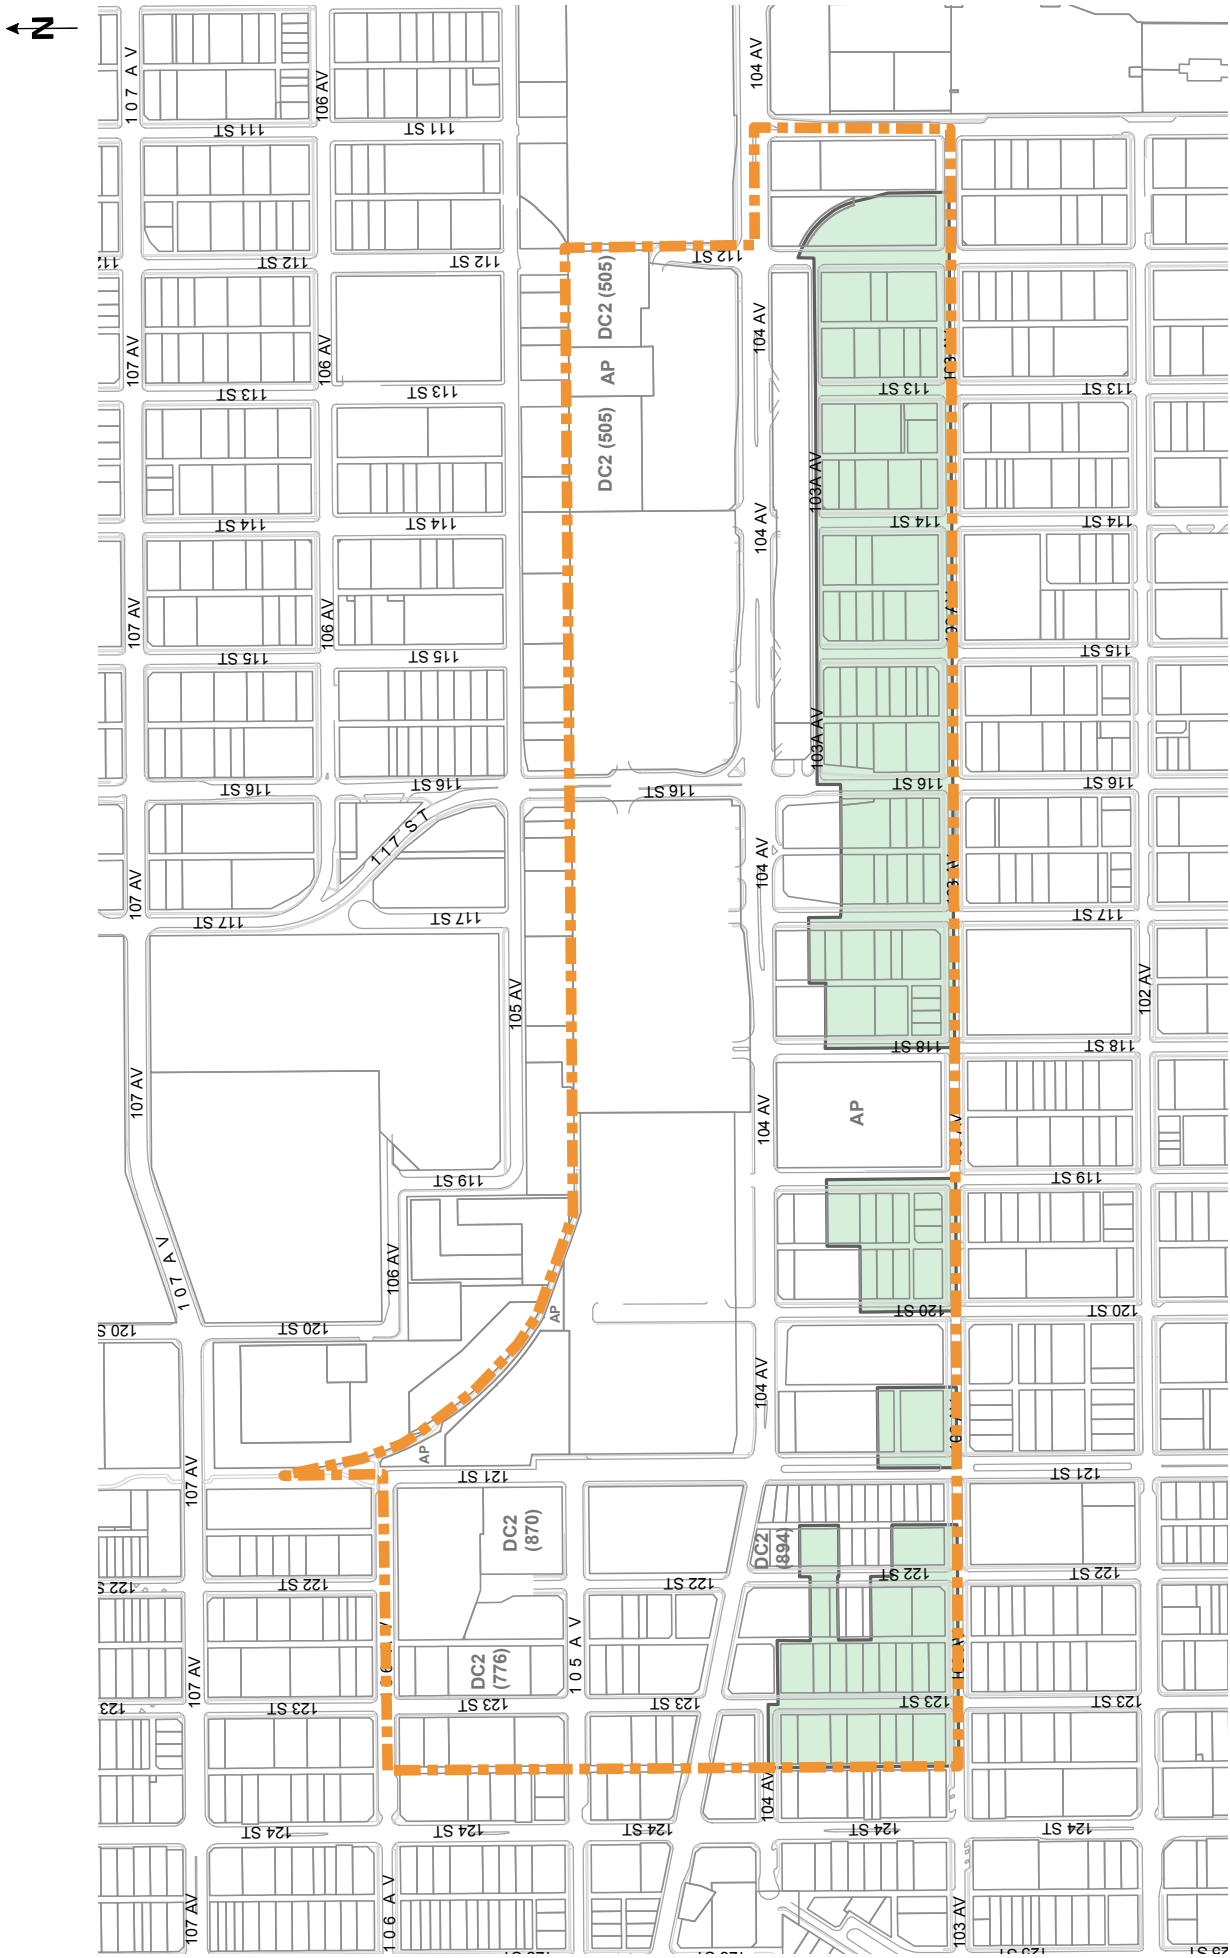 N
107 AV
106 AV
104 AV
111 ST
111 ST
112
112 ST
112 ST
112 ST
DC2 (505)
AP
DC2 (505)
107 AV
106 AV
104 AV
113 ST
113 ST
113 ST
113 ST
103A AV
114 ST
114 ST
114 ST
114 ST
104 AV
107 AV
106 AV
115 ST
115 ST
115 ST
103A AV
116 ST
116 ST
116 ST
116 ST
116 ST
117 ST
107 AV
104 AV
117 ST
117 ST
117 ST
105 AV
102 AV
118 ST
118 ST
107 AV
104 AV
AP
119 ST
119 ST
107 AV
106 AV
120 ST
120 ST
120 ST
120 ST
AP
104 AV
AP
107 AV
121 ST
121 ST
DC2
(870)
DC2
(894)
122 ST
122 ST
122 ST
122 ST
122 S
105 AV
107 AV
DC2
(776)
123
123 ST
123 ST
123 ST
123 ST
123 ST
104 AV
124 ST
124 ST
124 ST
124 ST
124 ST
107 AV
106 AV
103 AV